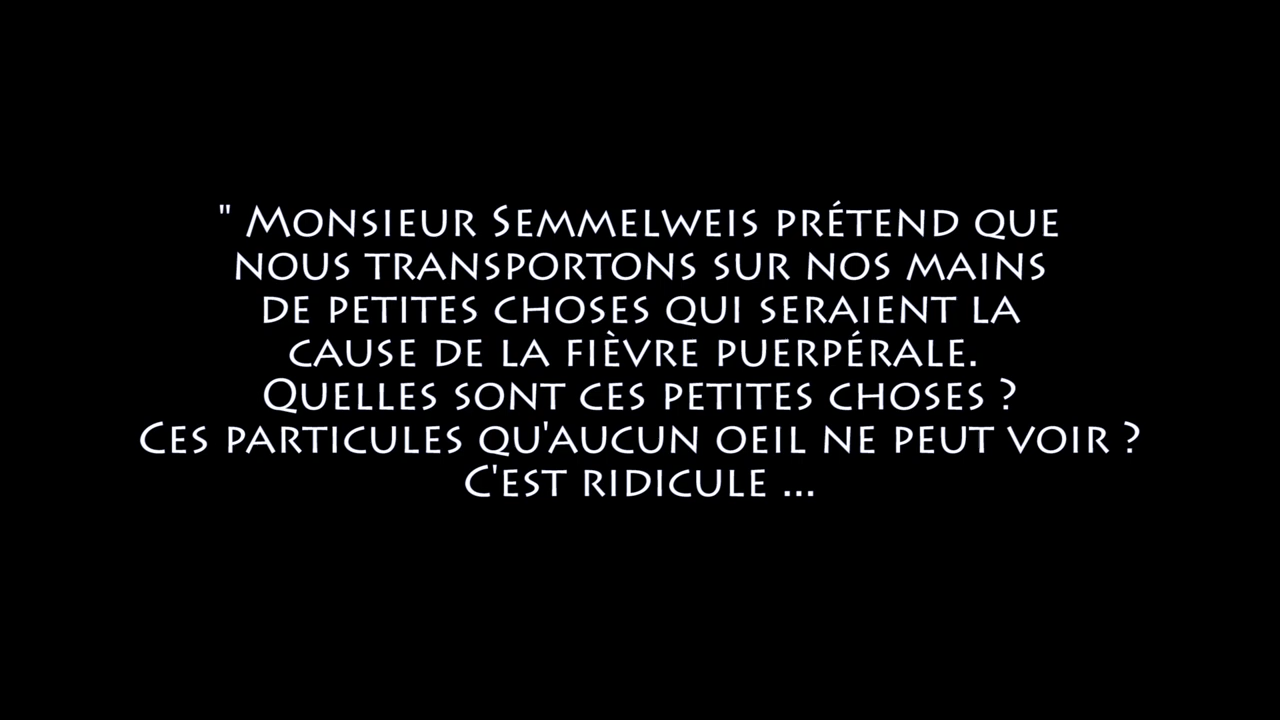 " Monsieur Semmelweis prétend que
nous transportons sur nos mains
de petites choses qui seraient la
cause de la fièvre puerpérale.
Quelles sont ces petites choses ?
Ces particules qu'aucun oeil ne peut voir ?
C'est ridicule ...